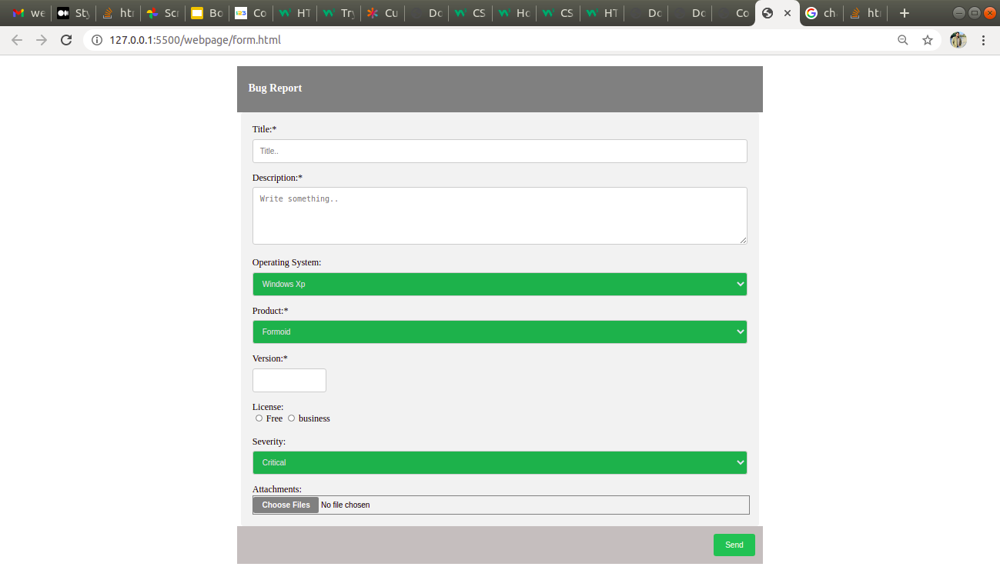 we Sty htr Scr Bo Co HT Try Cu Do CS Ho CS HT Do Do Co ch htr
127.0.0.1:5500/webpage/form.html
Bug Report
Title:*
Title..
Description:*
Write something..
Operating System:
Windows Xp
Product:*
Formoid
Version:*
License:
Free business
Severity:
Critical
Attachments:
Choose Files No file chosen
Send